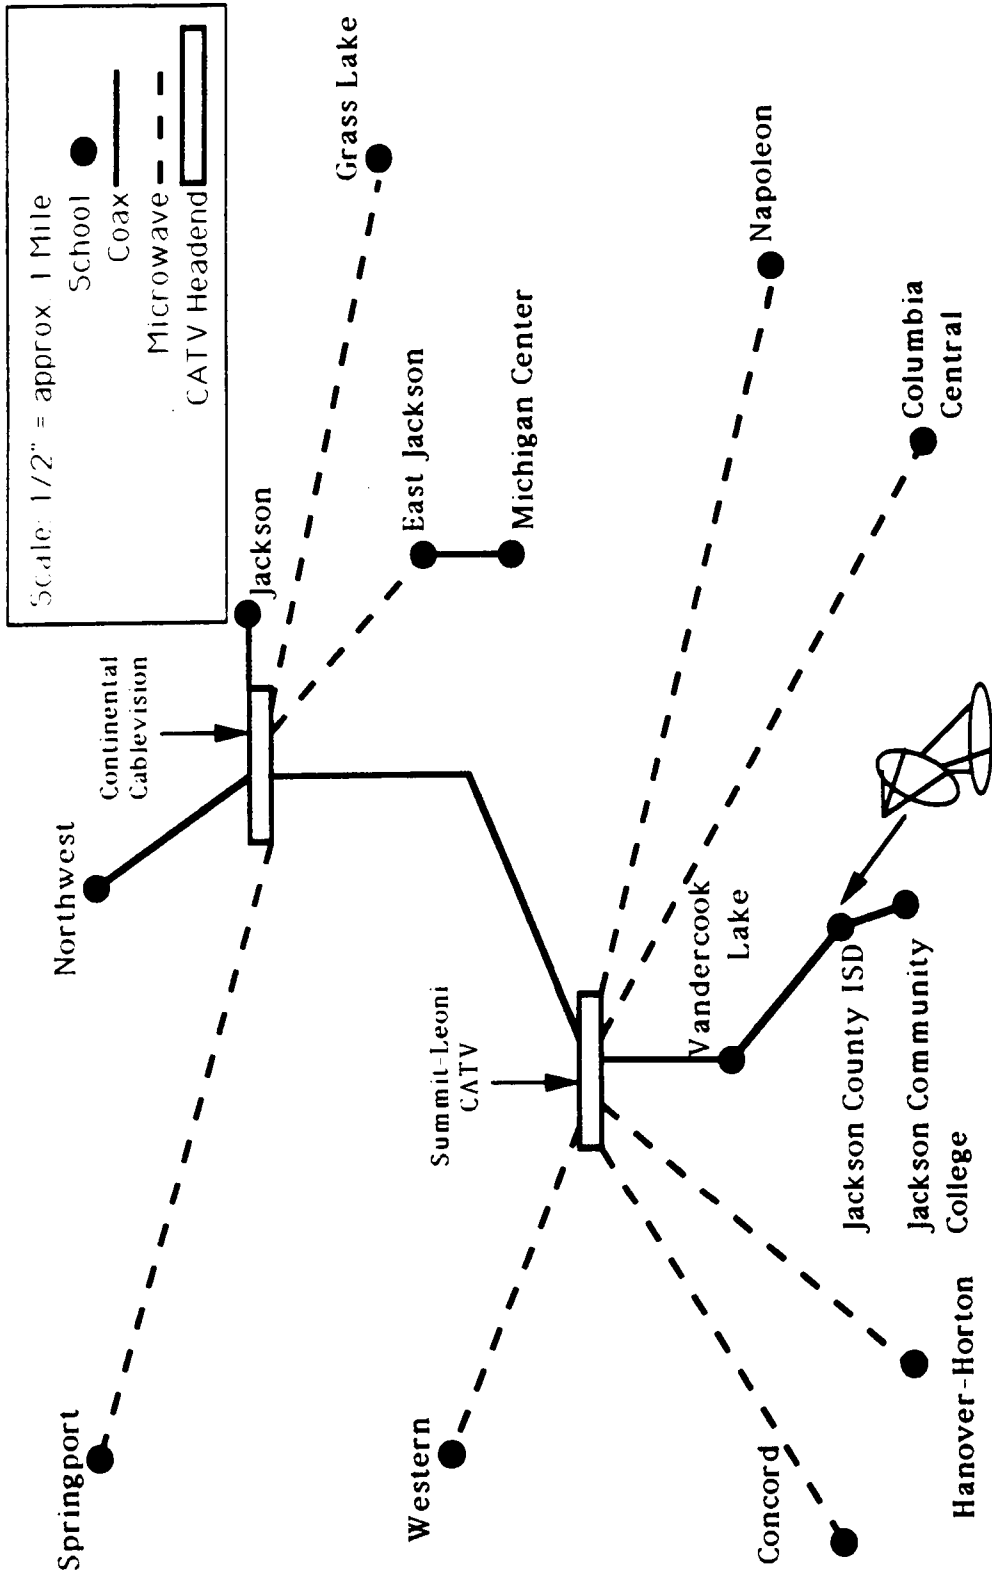 Scale: 1/2" = approx. 1 Mile
School
Coax
Microwave
CATV Headend
Springport
Northwest
Continental
Cablevision
Jackson
Grass Lake
East Jackson
Michigan Center
Western
Summit-Leoni
CATV
Napoleon
Vandercook
Lake
Columbia
Central
Concord
Jackson County ISD
Jackson Community
College
Hanover-Horton